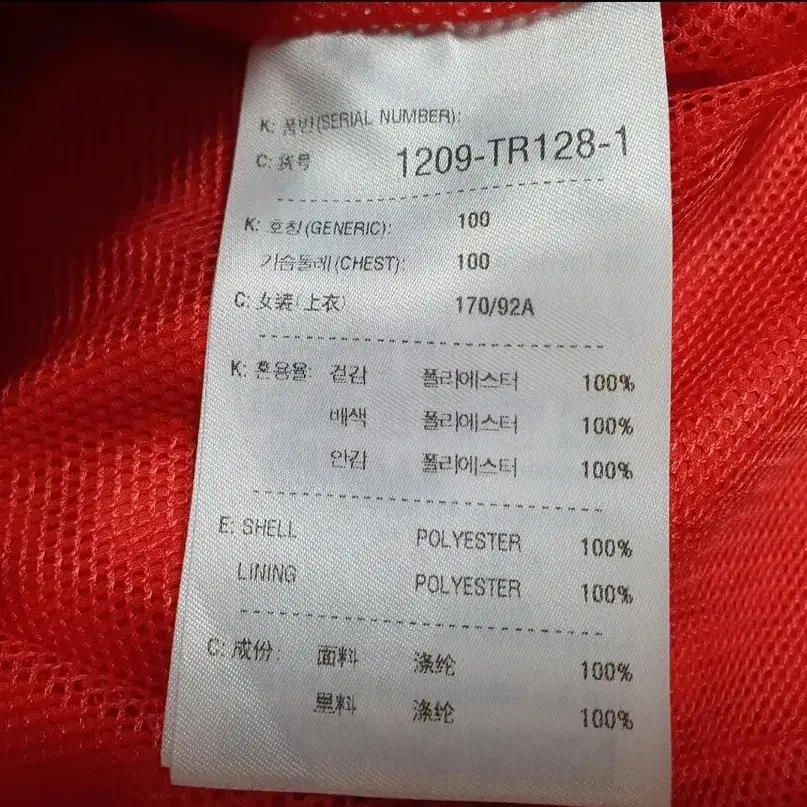 K: 품번(SERIAL NUMBER):
C: 货号 1209-TR128-1
K: 호칭(GENERIC): 100
가슴둘레(CHEST): 100
C: 女装(上衣) 170/92A
K: 혼용율: 겉감 폴리에스터 100%
배색 폴리에스터 100%
안감 폴리에스터 100%
E: SHELL POLYESTER 100%
LINING POLYESTER 100%
C: 成份: 面料 涤纶 100%
里料 涤纶 100%